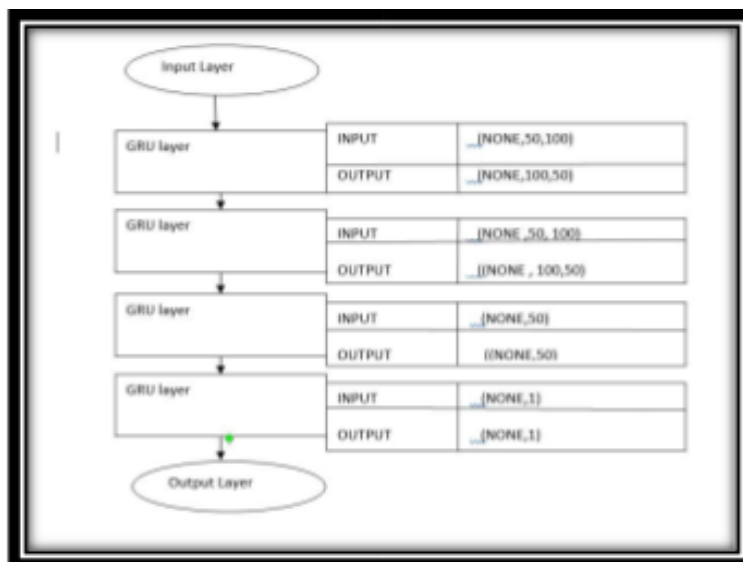 Input Layer
GRU layer
INPUT
(NONE,50,100)
OUTPUT
(NONE,100,50)
GRU layer
INPUT
(NONE ,50, 100)
OUTPUT
((NONE , 100,50)
GRU layer
INPUT
(NONE,50)
OUTPUT
((NONE,50)
GRU layer
INPUT
(NONE,1)
OUTPUT
(NONE,1)
Output Layer